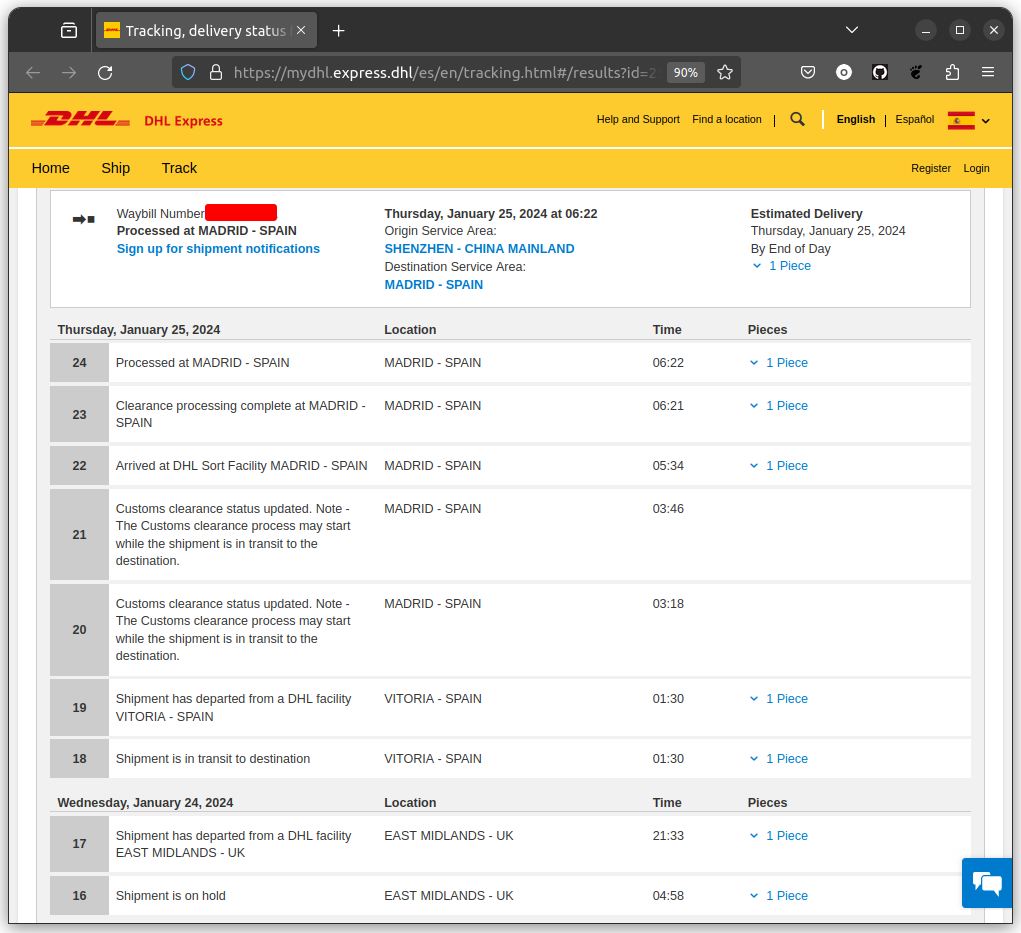 Tracking, delivery status
https://mydhl.express.dhl/es/en/tracking.html#/results?id=2
90%
DHL
DHL Express
Help and Support
Find a location
|
English
|
Español
Home
Ship
Track
Register
Login
Waybill Number
Processed at MADRID - SPAIN
Sign up for shipment notifications
Thursday, January 25, 2024 at 06:22
Origin Service Area:
SHENZHEN - CHINA MAINLAND
Destination Service Area:
MADRID - SPAIN
Estimated Delivery
Thursday, January 25, 2024
By End of Day
1 Piece
Thursday, January 25, 2024 Location Time Pieces
24 Processed at MADRID - SPAIN MADRID - SPAIN 06:22 1 Piece
23 Clearance processing complete at MADRID - MADRID - SPAIN 06:21 1 Piece
SPAIN
22 Arrived at DHL Sort Facility MADRID - SPAIN MADRID - SPAIN 05:34 1 Piece
21 Customs clearance status updated. Note - MADRID - SPAIN 03:46
The Customs clearance process may start
while the shipment is in transit to the
destination.
20 Customs clearance status updated. Note - MADRID - SPAIN 03:18
The Customs clearance process may start
while the shipment is in transit to the
destination.
19 Shipment has departed from a DHL facility VITORIA - SPAIN 01:30 1 Piece
VITORIA - SPAIN
18 Shipment is in transit to destination VITORIA - SPAIN 01:30 1 Piece
Wednesday, January 24, 2024 Location Time Pieces
17 Shipment has departed from a DHL facility EAST MIDLANDS - UK 21:33 1 Piece
EAST MIDLANDS - UK
16 Shipment is on hold EAST MIDLANDS - UK 04:58 1 Piece